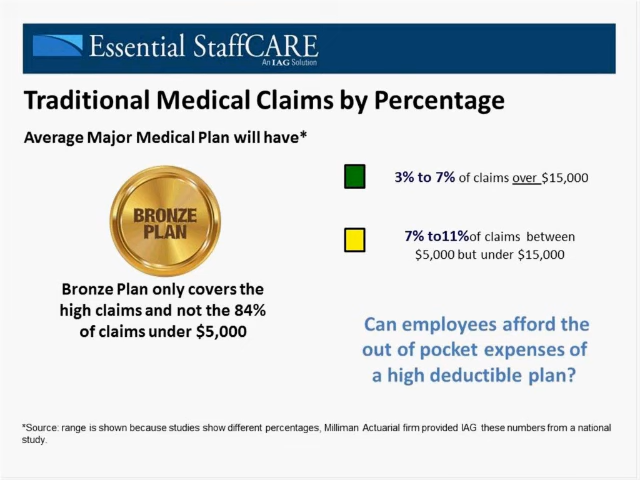 Essential StaffCARE
An IAG Solution
Traditional Medical Claims by Percentage
Average Major Medical Plan will have*
BRONZE
PLAN
3% to 7% of claims over $15,000
7% to11%of claims between
$5,000 but under $15,000
Bronze Plan only covers the
high claims and not the 84%
of claims under $5,000
Can employees afford the
out of pocket expenses of
a high deductible plan?
*Source: range is shown because studies show different percentages, Milliman Actuarial firm provided IAG these numbers from a national
study.